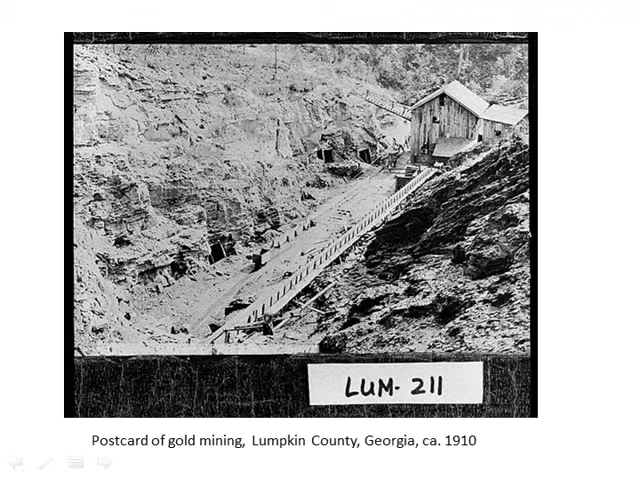 LUM- 211
Postcard of gold mining, Lumpkin County, Georgia, ca. 1910